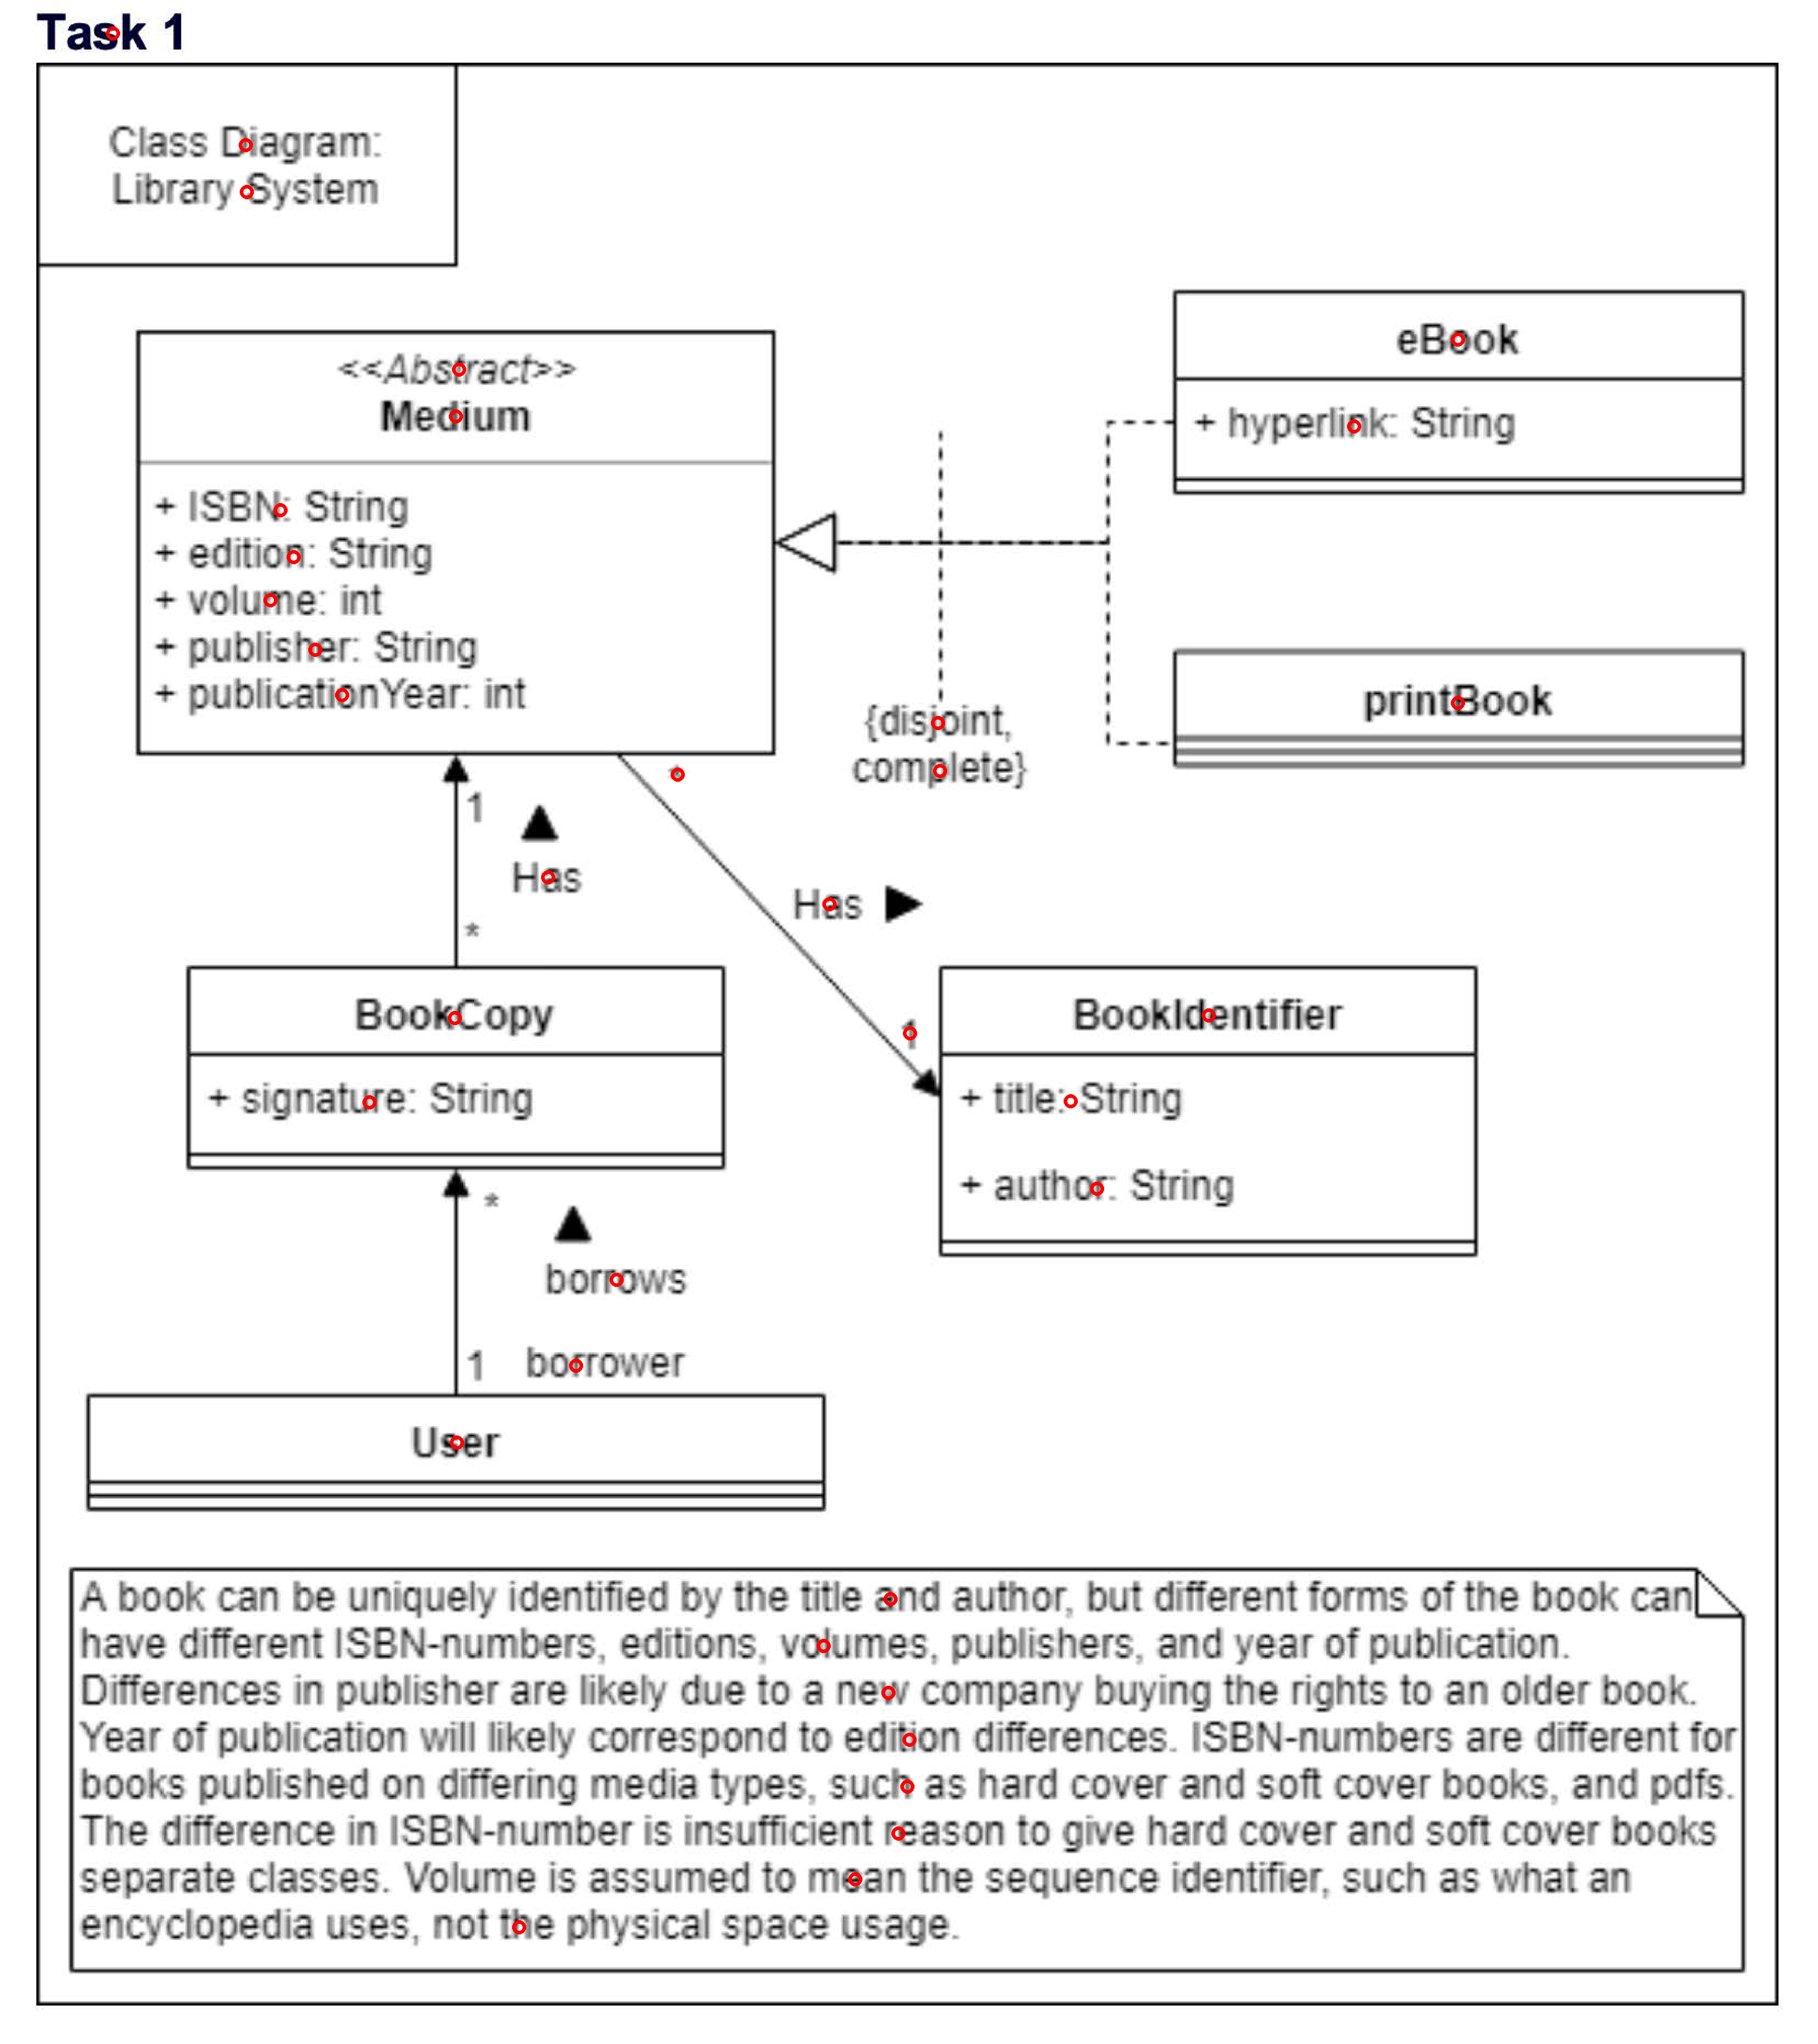 Task 1
Class Diagram:
Library System
<<Abstract>>
Medium
+ ISBN: String
+ edition: String
+ volume: int
+ publisher: String
+ publicationYear: int
eBook
+ hyperlink: String
printBook
{disjoint,
complete}
1
Has
*
*
Has
1
BookCopy
+ signature: String
BookIdentifier
+ title: String
+ author: String
*
borrows
1 borrower
User
A book can be uniquely identified by the title and author, but different forms of the book can
have different ISBN-numbers, editions, volumes, publishers, and year of publication.
Differences in publisher are likely due to a new company buying the rights to an older book.
Year of publication will likely correspond to edition differences. ISBN-numbers are different for
books published on differing media types, such as hard cover and soft cover books, and pdfs.
The difference in ISBN-number is insufficient reason to give hard cover and soft cover books
separate classes. Volume is assumed to mean the sequence identifier, such as what an
encyclopedia uses, not the physical space usage.